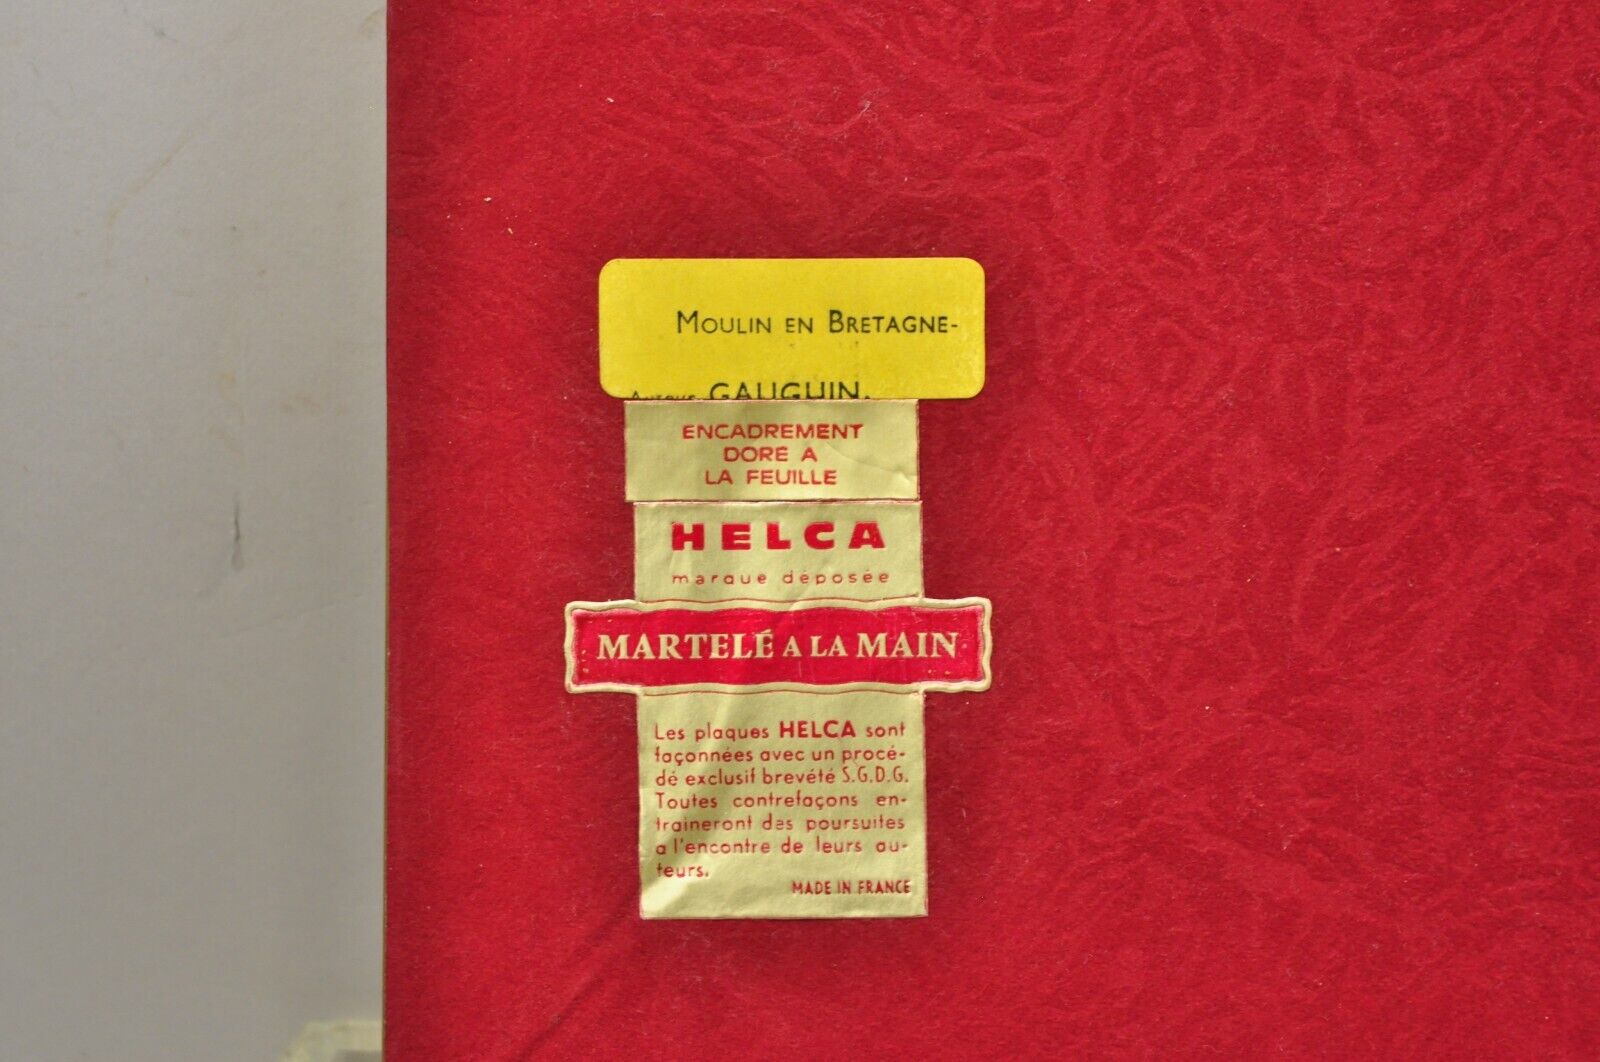 MOULIN EN BRETAGNE-
GAUGUIN.
ENCADREMENT
DORE A
LA FEUILLE
HELCA
marque déposée
MARTELÉ A LA MAIN
Les plaques HELCA sont
façonnées avec un procé-
dé exclusif brevété S.G.D.G.
Toutes contrefaçons en-
traineront des poursuites
a l'encontre de leurs au-
teurs.
MADE IN FRANCE